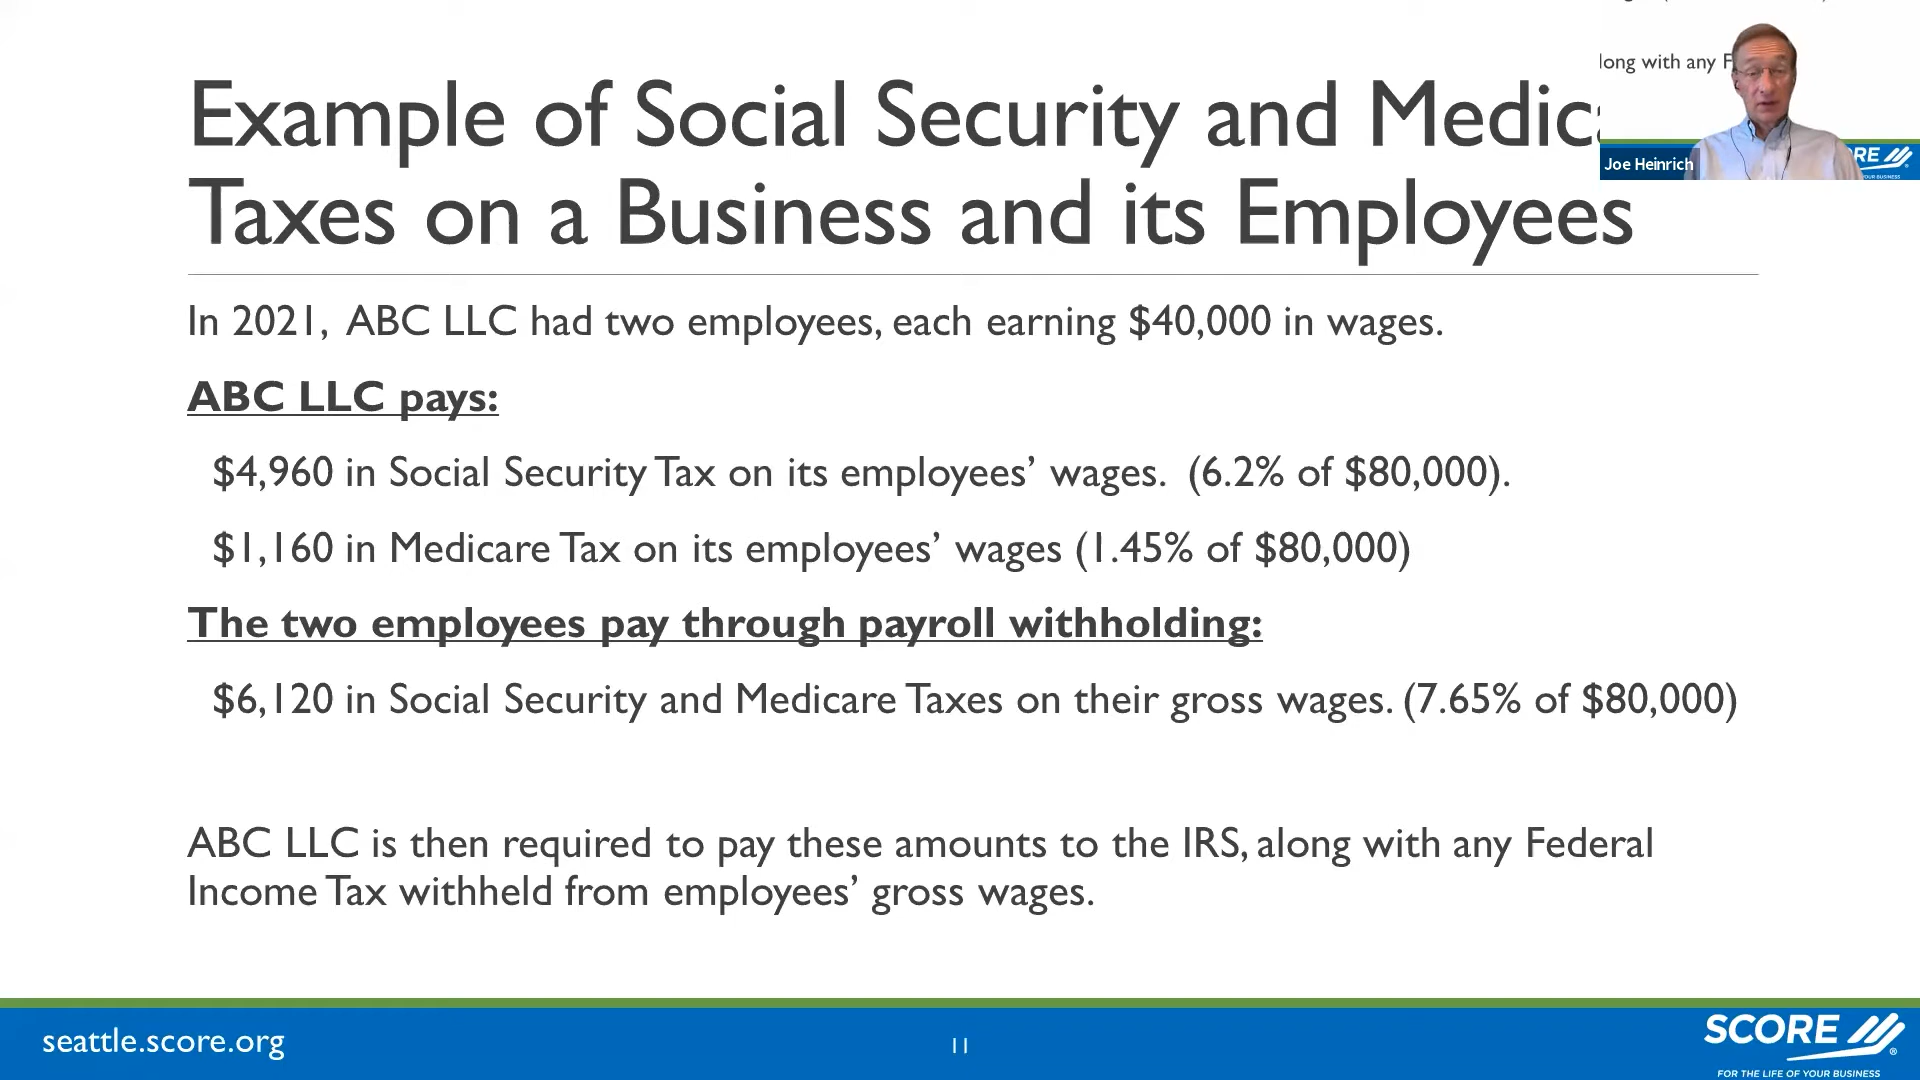 Example of Social Security and Medica
Taxes on a Business and its Employees
long with any F
Joe Heinrich
RE
YOUR BUSINESS
In 2021, ABC LLC had two employees, each earning $40,000 in wages.
ABC LLC pays:
$4,960 in Social Security Tax on its employees’ wages. (6.2% of $80,000).
$1,160 in Medicare Tax on its employees’ wages (1.45% of $80,000)
The two employees pay through payroll withholding:
$6,120 in Social Security and Medicare Taxes on their gross wages. (7.65% of $80,000)
ABC LLC is then required to pay these amounts to the IRS, along with any Federal
Income Tax withheld from employees’ gross wages.
seattle.score.org
11
SCORE
®
FOR THE LIFE OF YOUR BUSINESS